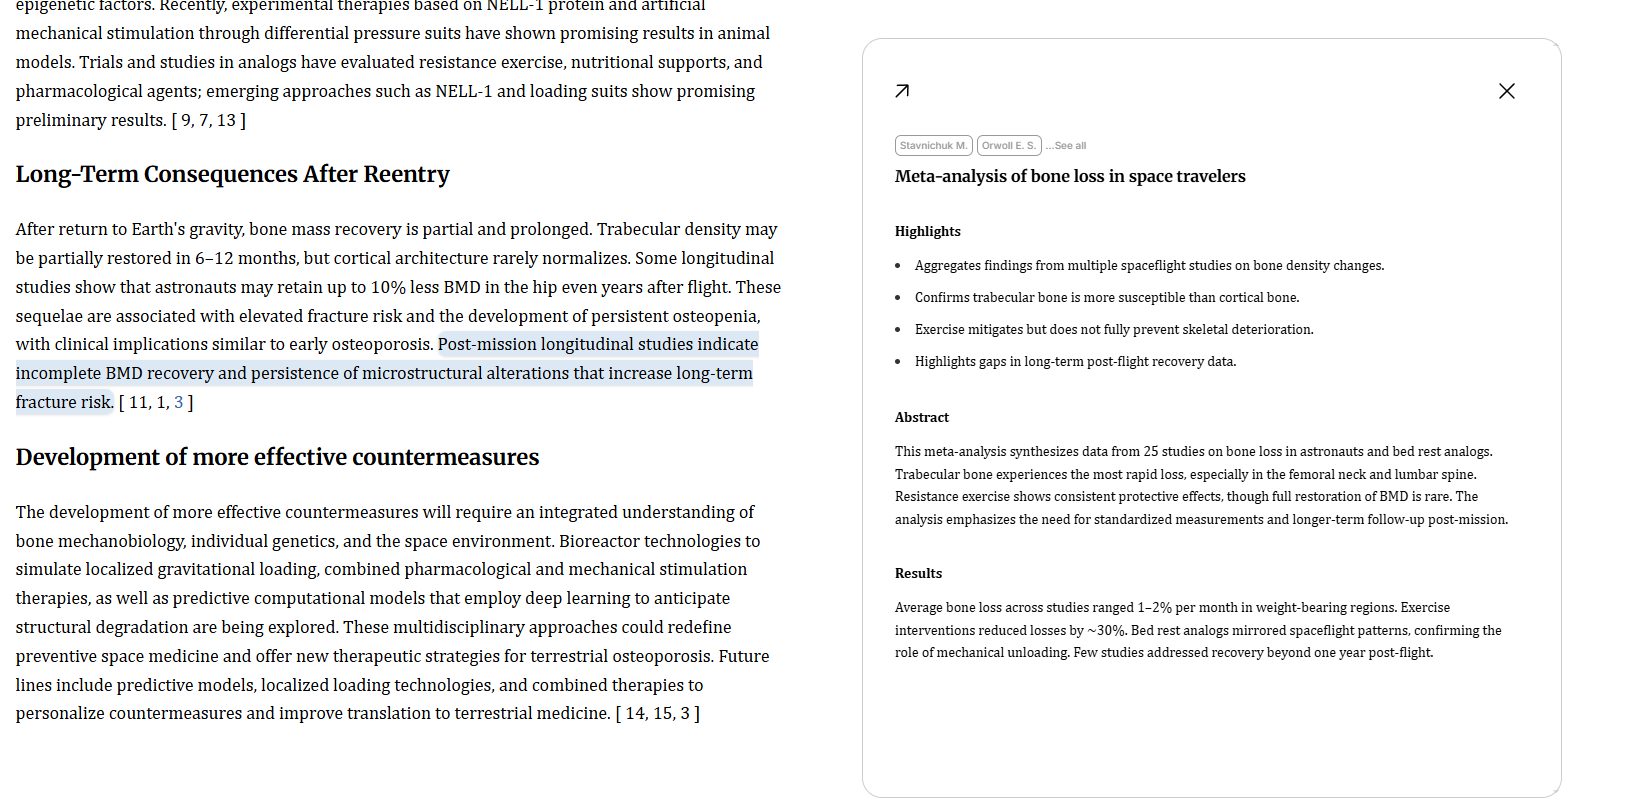 epigenetic factors. Recently, experimental therapies based on NELL-1 protein and artificial
mechanical stimulation through differential pressure suits have shown promising results in animal
models. Trials and studies in analogs have evaluated resistance exercise, nutritional supports, and
pharmacological agents; emerging approaches such as NELL-1 and loading suits show promising
preliminary results. [ 9, 7, 13 ]
Long-Term Consequences After Reentry
After return to Earth's gravity, bone mass recovery is partial and prolonged. Trabecular density may
be partially restored in 6–12 months, but cortical architecture rarely normalizes. Some longitudinal
studies show that astronauts may retain up to 10% less BMD in the hip even years after flight. These
sequelae are associated with elevated fracture risk and the development of persistent osteopenia,
with clinical implications similar to early osteoporosis. Post-mission longitudinal studies indicate
incomplete BMD recovery and persistence of microstructural alterations that increase long-term
fracture risk. [ 11, 1, 3 ]
Development of more effective countermeasures
The development of more effective countermeasures will require an integrated understanding of
bone mechanobiology, individual genetics, and the space environment. Bioreactor technologies to
simulate localized gravitational loading, combined pharmacological and mechanical stimulation
therapies, as well as predictive computational models that employ deep learning to anticipate
structural degradation are being explored. These multidisciplinary approaches could redefine
preventive space medicine and offer new therapeutic strategies for terrestrial osteoporosis. Future
lines include predictive models, localized loading technologies, and combined therapies to
personalize countermeasures and improve translation to terrestrial medicine. [ 14, 15, 3 ]
Stavnichuk M. Orwoll E. S. ...See all
Meta-analysis of bone loss in space travelers
Highlights
• Aggregates findings from multiple spaceflight studies on bone density changes.
• Confirms trabecular bone is more susceptible than cortical bone.
• Exercise mitigates but does not fully prevent skeletal deterioration.
• Highlights gaps in long-term post-flight recovery data.
Abstract
This meta-analysis synthesizes data from 25 studies on bone loss in astronauts and bed rest analogs.
Trabecular bone experiences the most rapid loss, especially in the femoral neck and lumbar spine.
Resistance exercise shows consistent protective effects, though full restoration of BMD is rare. The
analysis emphasizes the need for standardized measurements and longer-term follow-up post-mission.
Results
Average bone loss across studies ranged 1–2% per month in weight-bearing regions. Exercise
interventions reduced losses by ~30%. Bed rest analogs mirrored spaceflight patterns, confirming the
role of mechanical unloading. Few studies addressed recovery beyond one year post-flight.